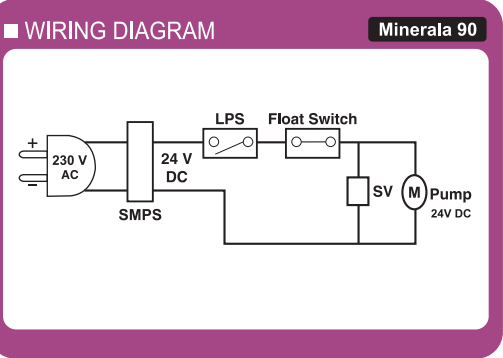 WIRING DIAGRAM
Minerala 90
LPS
Float Switch
+
230 V
AC
−
24 V
DC
SMPS
SV
M
Pump
24V DC